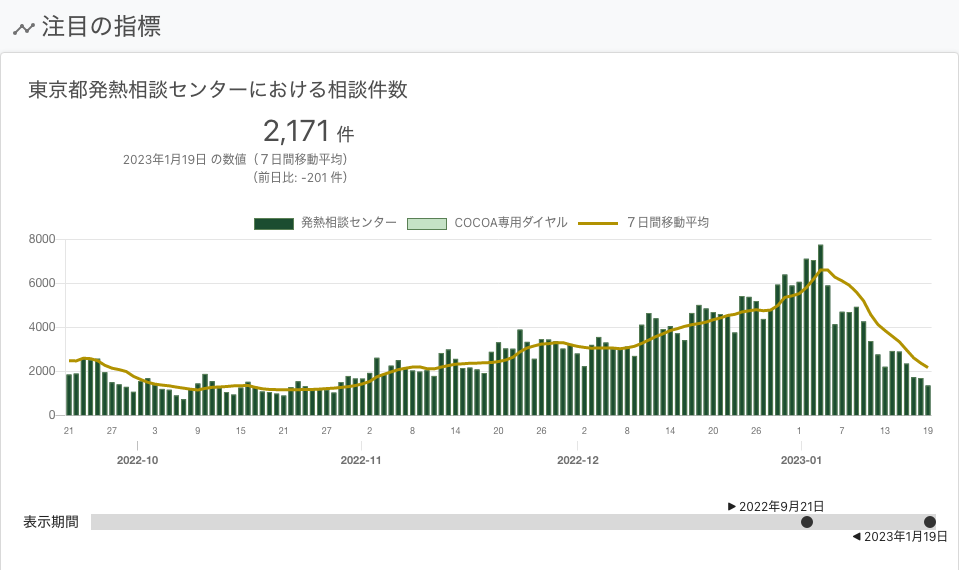 注目の指標
東京都発熱相談センターにおける相談件数
2,171 件
2023年1月19日 の数値（７日間移動平均）
（前日比: -201 件）
発熱相談センター COCOA専用ダイヤル ７日間移動平均
8000
6000
4000
2000
0
21 27 3 9 15 21 27 2 8 14 20 26 2 8 14 20 26 1 7 13 19
2022-10 2022-11 2022-12 2023-01
▶ 2022年9月21日
表示期間
◀ 2023年1月19日